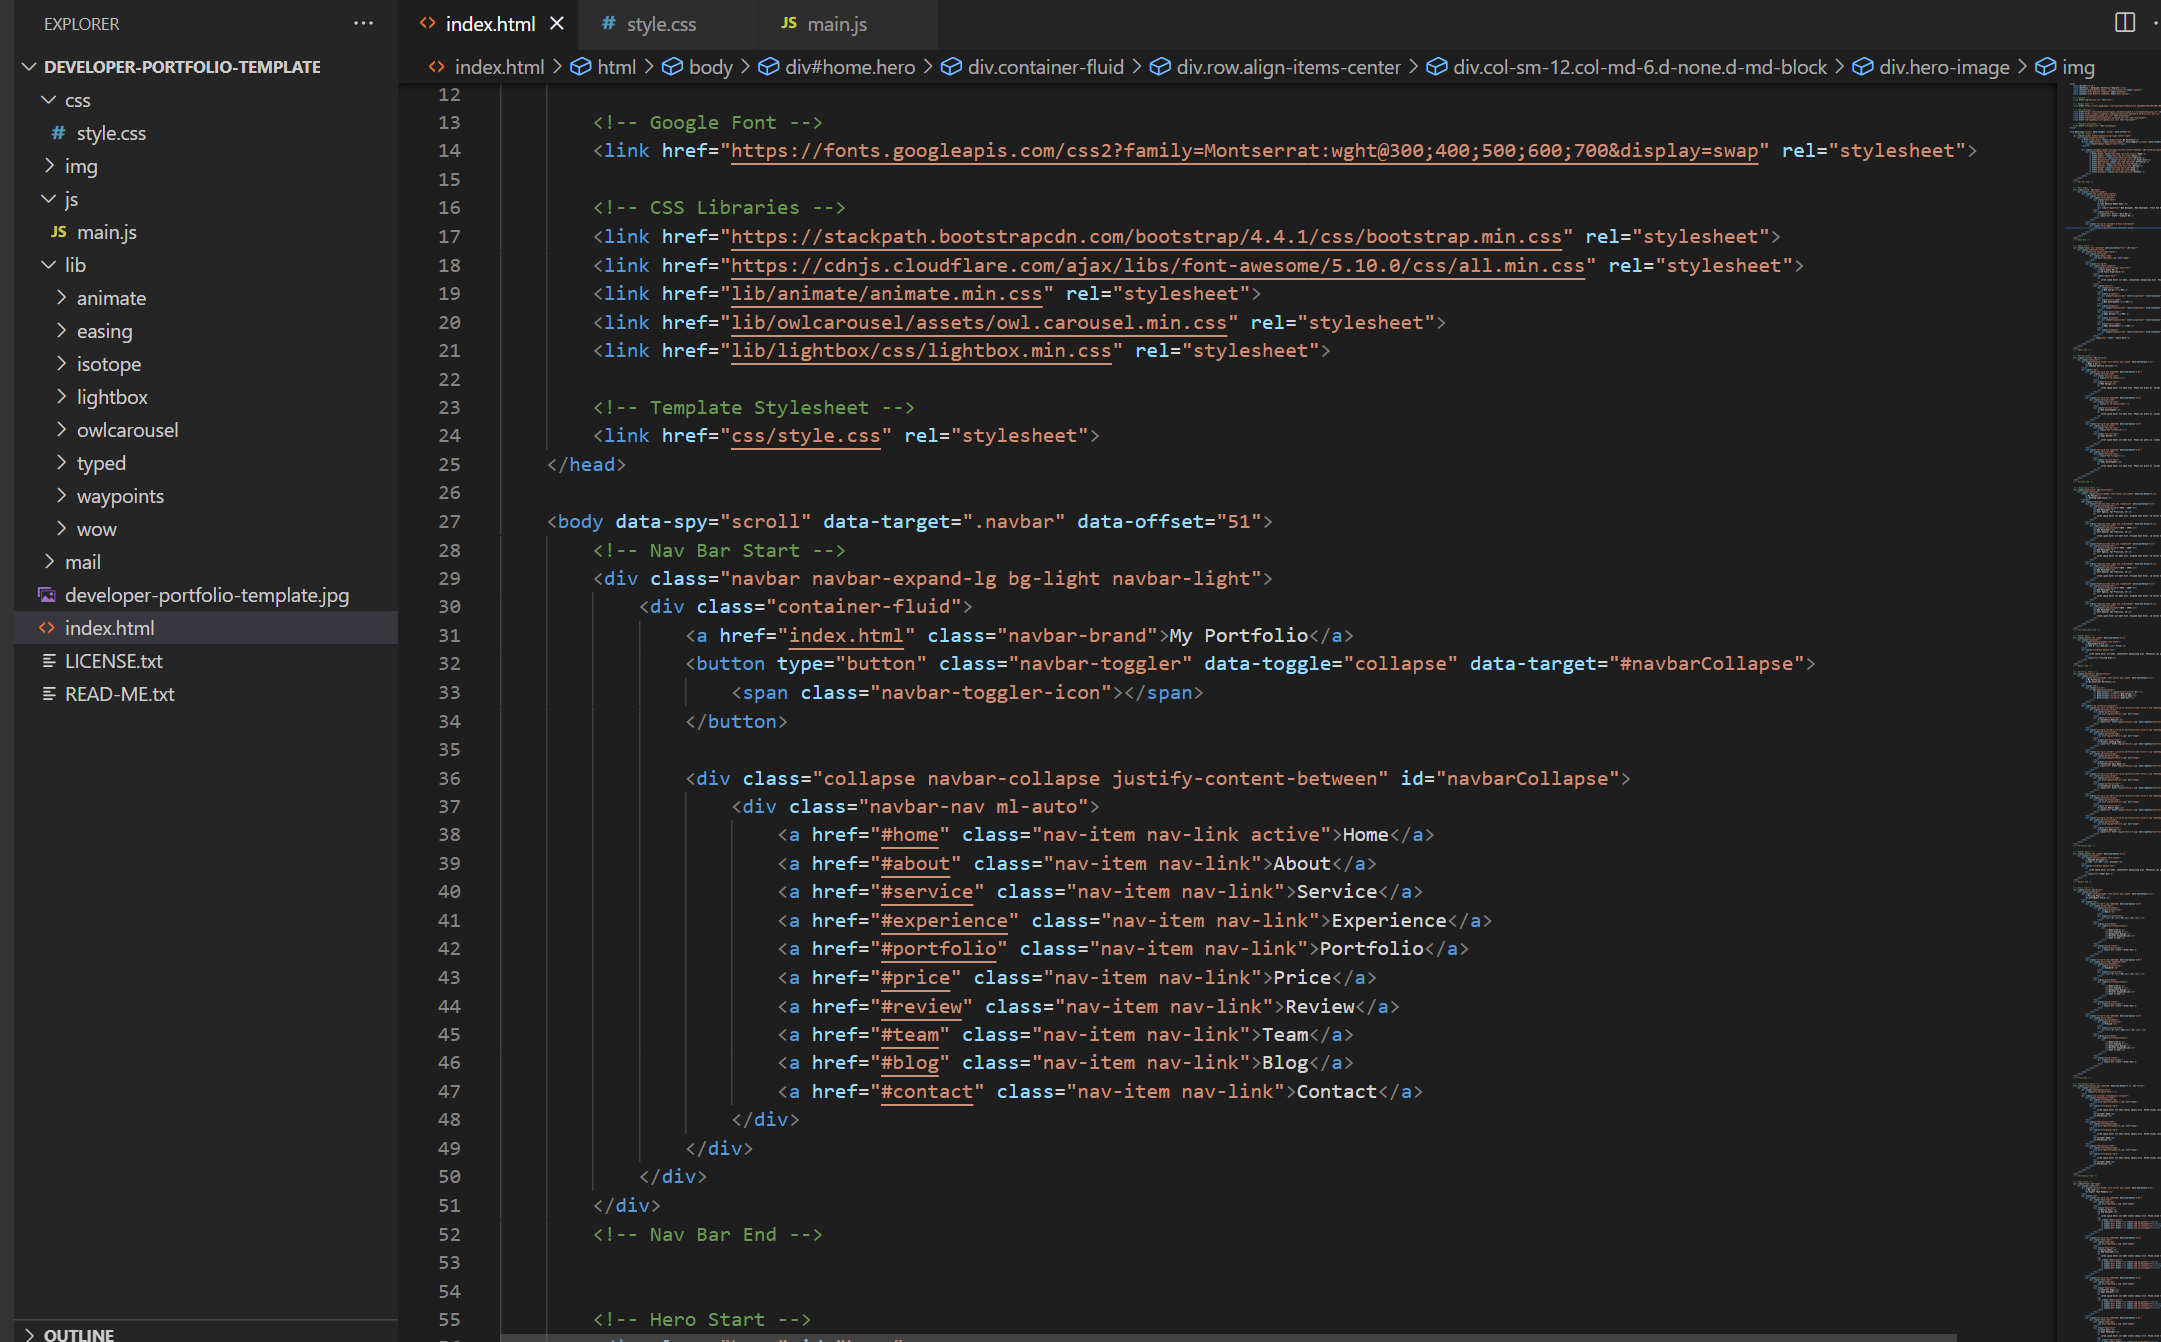 EXPLORER
DEVELOPER-PORTFOLIO-TEMPLATE
css
# style.css
img
js
JS main.js
lib
animate
easing
isotope
lightbox
owlcarousel
typed
waypoints
wow
mail
developer-portfolio-template.jpg
<> index.html
LICENSE.txt
READ-ME.txt
OUTLINE
<> index.html
# style.css
JS main.js
<> index.html > html > body > div#home.hero > div.container-fluid > div.row.align-items-center > div.col-sm-12.col-md-6.d-none.d-md-block > div.hero-image > img
12
13 <!-- Google Font -->
14 <link href="https://fonts.googleapis.com/css2?family=Montserrat:wght@300;400;500;600;700&display=swap" rel="stylesheet">
15
16 <!-- CSS Libraries -->
17 <link href="https://stackpath.bootstrapcdn.com/bootstrap/4.4.1/css/bootstrap.min.css" rel="stylesheet">
18 <link href="https://cdnjs.cloudflare.com/ajax/libs/font-awesome/5.10.0/css/all.min.css" rel="stylesheet">
19 <link href="lib/animate/animate.min.css" rel="stylesheet">
20 <link href="lib/owlcarousel/assets/owl.carousel.min.css" rel="stylesheet">
21 <link href="lib/lightbox/css/lightbox.min.css" rel="stylesheet">
22
23 <!-- Template Stylesheet -->
24 <link href="css/style.css" rel="stylesheet">
25 </head>
26
27 <body data-spy="scroll" data-target=".navbar" data-offset="51">
28 <!-- Nav Bar Start -->
29 <div class="navbar navbar-expand-lg bg-light navbar-light">
30 <div class="container-fluid">
31 <a href="index.html" class="navbar-brand">My Portfolio</a>
32 <button type="button" class="navbar-toggler" data-toggle="collapse" data-target="#navbarCollapse">
33 <span class="navbar-toggler-icon"></span>
34 </button>
35
36 <div class="collapse navbar-collapse justify-content-between" id="navbarCollapse">
37 <div class="navbar-nav ml-auto">
38 <a href="#home" class="nav-item nav-link active">Home</a>
39 <a href="#about" class="nav-item nav-link">About</a>
40 <a href="#service" class="nav-item nav-link">Service</a>
41 <a href="#experience" class="nav-item nav-link">Experience</a>
42 <a href="#portfolio" class="nav-item nav-link">Portfolio</a>
43 <a href="#price" class="nav-item nav-link">Price</a>
44 <a href="#review" class="nav-item nav-link">Review</a>
45 <a href="#team" class="nav-item nav-link">Team</a>
46 <a href="#blog" class="nav-item nav-link">Blog</a>
47 <a href="#contact" class="nav-item nav-link">Contact</a>
48 </div>
49 </div>
50 </div>
51 </div>
52 <!-- Nav Bar End -->
53
54
55 <!-- Hero Start -->